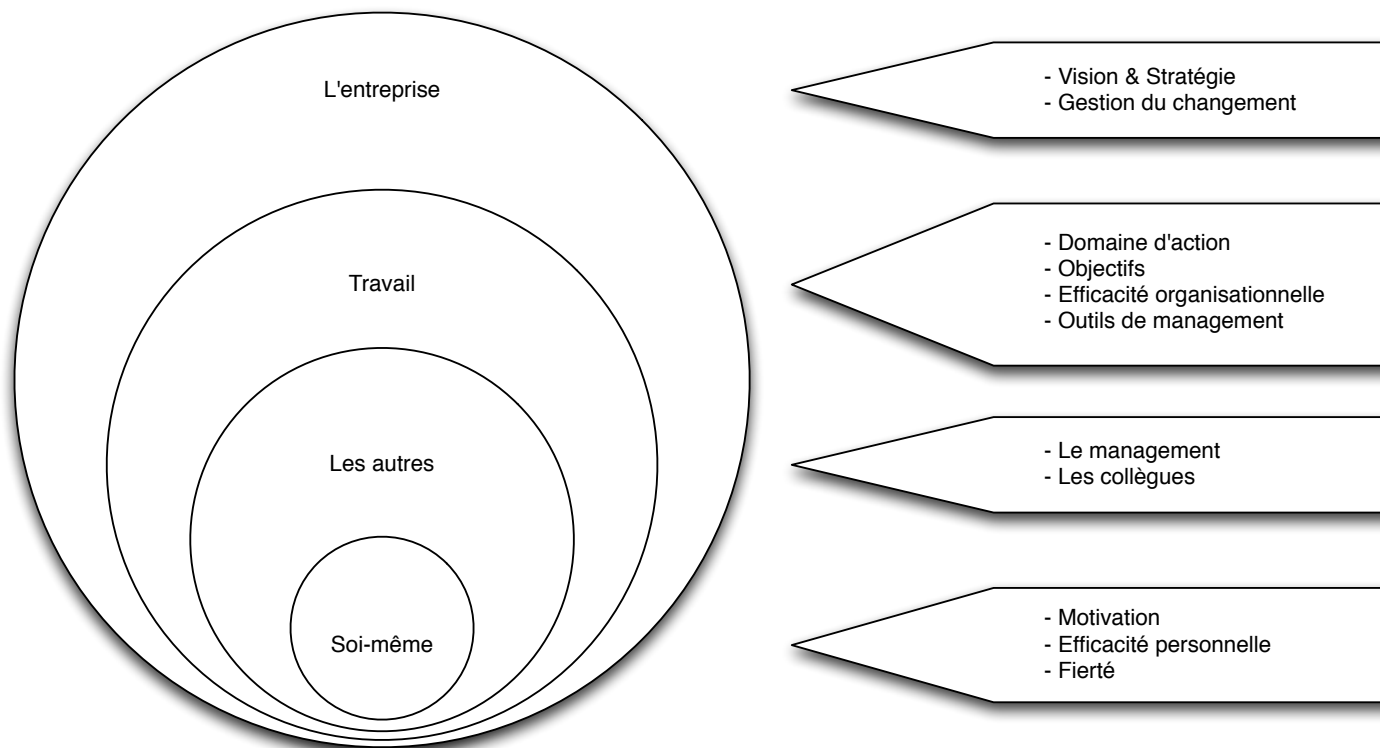 L'entreprise
- Vision & Stratégie
- Gestion du changement
Travail
- Domaine d'action
- Objectifs
- Efficacité organisationnelle
- Outils de management
Les autres
- Le management
- Les collègues
Soi-même
- Motivation
- Efficacité personnelle
- Fierté